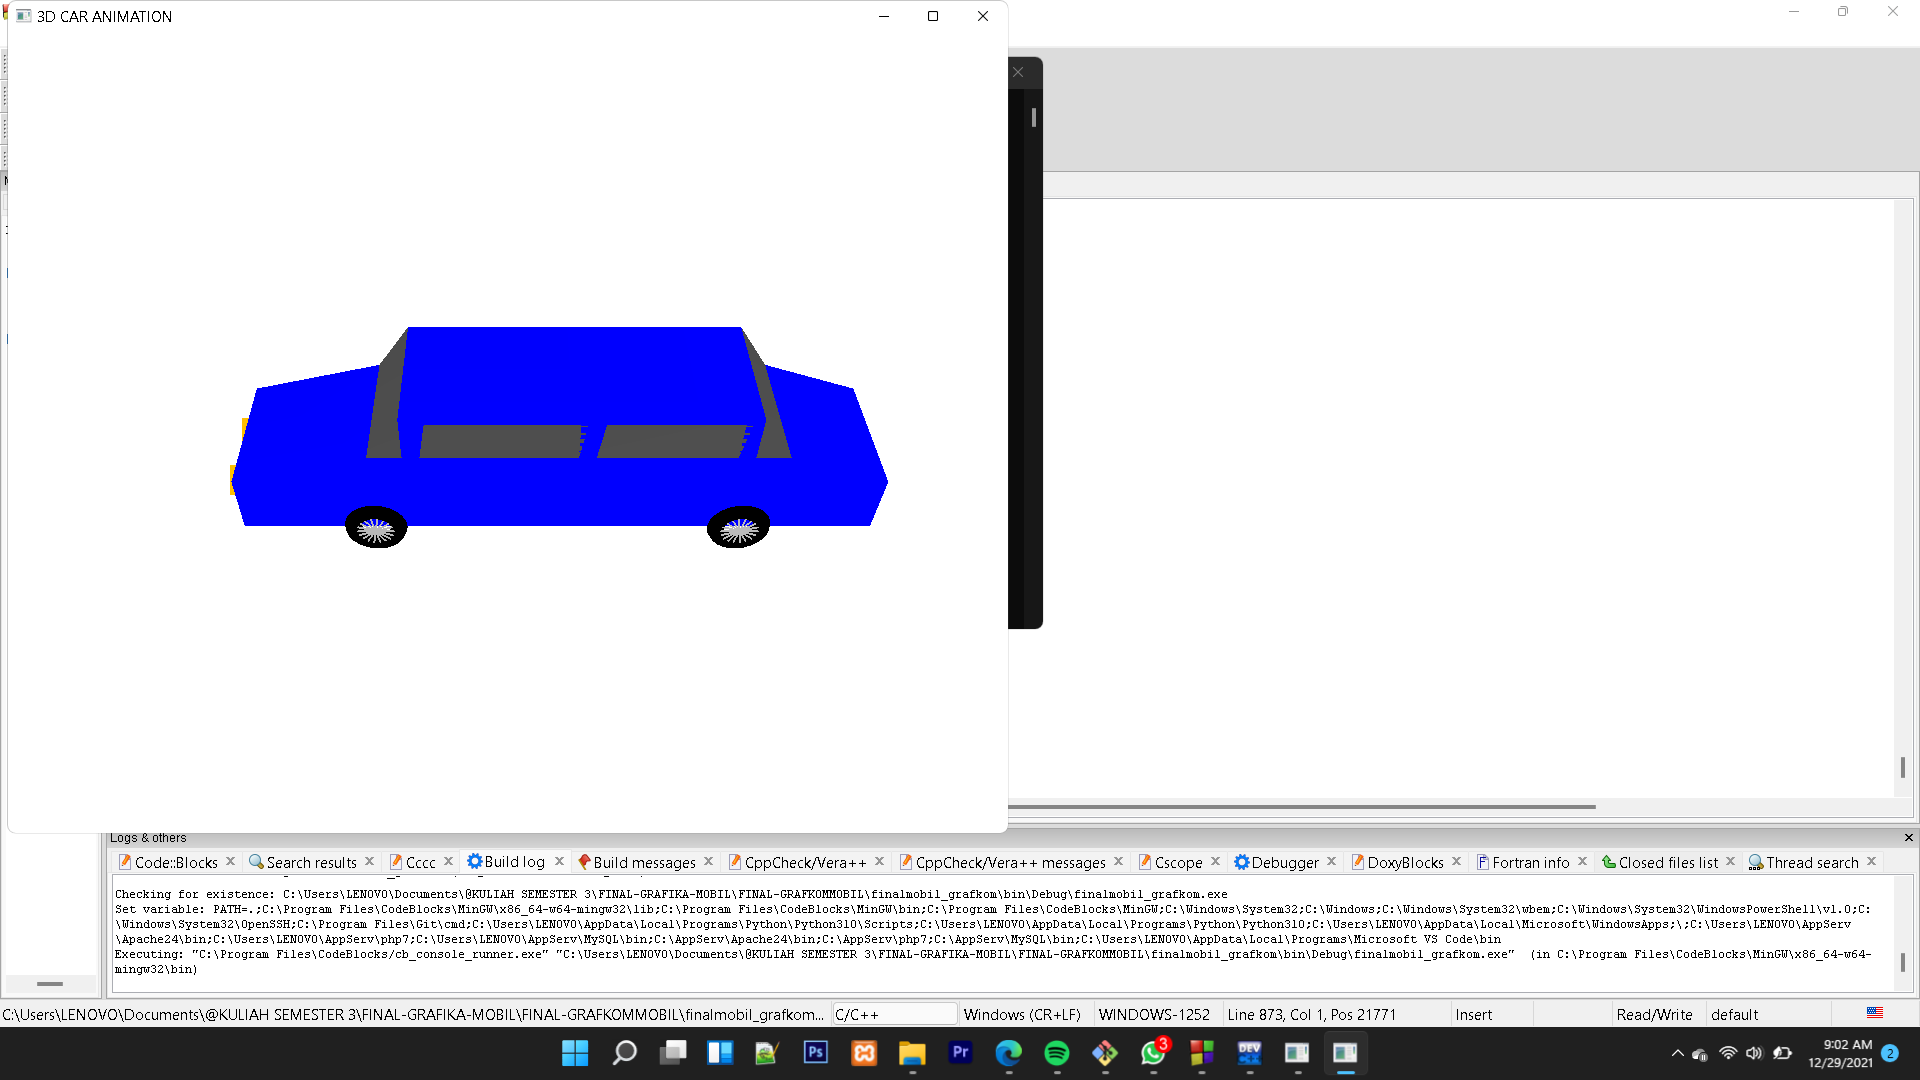 3D CAR ANIMATION
Logs & others
Code::Blocks Search results Cccc Build log Build messages CppCheck/Vera++ CppCheck/Vera++ messages Cscope Debugger DoxyBlocks Fortran info Closed files list Thread search
Checking for existence: C:\Users\LENOVO\Documents\@KULIAH SEMESTER 3\FINAL-GRAFIKA-MOBIL\FINAL-GRAFKOMMOBIL\finalmobil_grafkom\bin\Debug\finalmobil_grafkom.exe
Set variable: PATH=.;C:\Program Files\CodeBlocks\MinGW\x86_64-w64-mingw32\lib;C:\Program Files\CodeBlocks\MinGW\bin;C:\Program Files\CodeBlocks\MinGW;C:\Windows\System32;C:\Windows;C:\Windows\System32\wbem;C:\Windows\System32\WindowsPowerShell\v1.0;C:
\Windows\System32\OpenSSH;C:\Program Files\Git\cmd;C:\Users\LENOVO\AppData\Local\Programs\Python\Python310\Scripts;C:\Users\LENOVO\AppData\Local\Programs\Python\Python310;C:\Users\LENOVO\AppData\Local\Microsoft\WindowsApps;\;C:\Users\LENOVO\AppServ
\Apache24\bin;C:\Users\LENOVO\AppServ\php7;C:\Users\LENOVO\AppServ\MySQL\bin;C:\AppServ\Apache24\bin;C:\AppServ\php7;C:\AppServ\MySQL\bin;C:\Users\LENOVO\AppData\Local\Programs\Microsoft VS Code\bin
Executing: "C:\Program Files\CodeBlocks/cb_console_runner.exe" "C:\Users\LENOVO\Documents\@KULIAH SEMESTER 3\FINAL-GRAFIKA-MOBIL\FINAL-GRAFKOMMOBIL\finalmobil_grafkom\bin\Debug\finalmobil_grafkom.exe" (in C:\Program Files\CodeBlocks\MinGW\x86_64-w64-
mingw32\bin)
C:\Users\LENOVO\Documents\@KULIAH SEMESTER 3\FINAL-GRAFIKA-MOBIL\FINAL-GRAFKOMMOBIL\finalmobil_grafkom... C/C++ Windows (CR+LF) WINDOWS-1252 Line 873, Col 1, Pos 21771 Insert Read/Write default
Ps Pr 3 DEV C++ 9:02 AM 2
12/29/2021